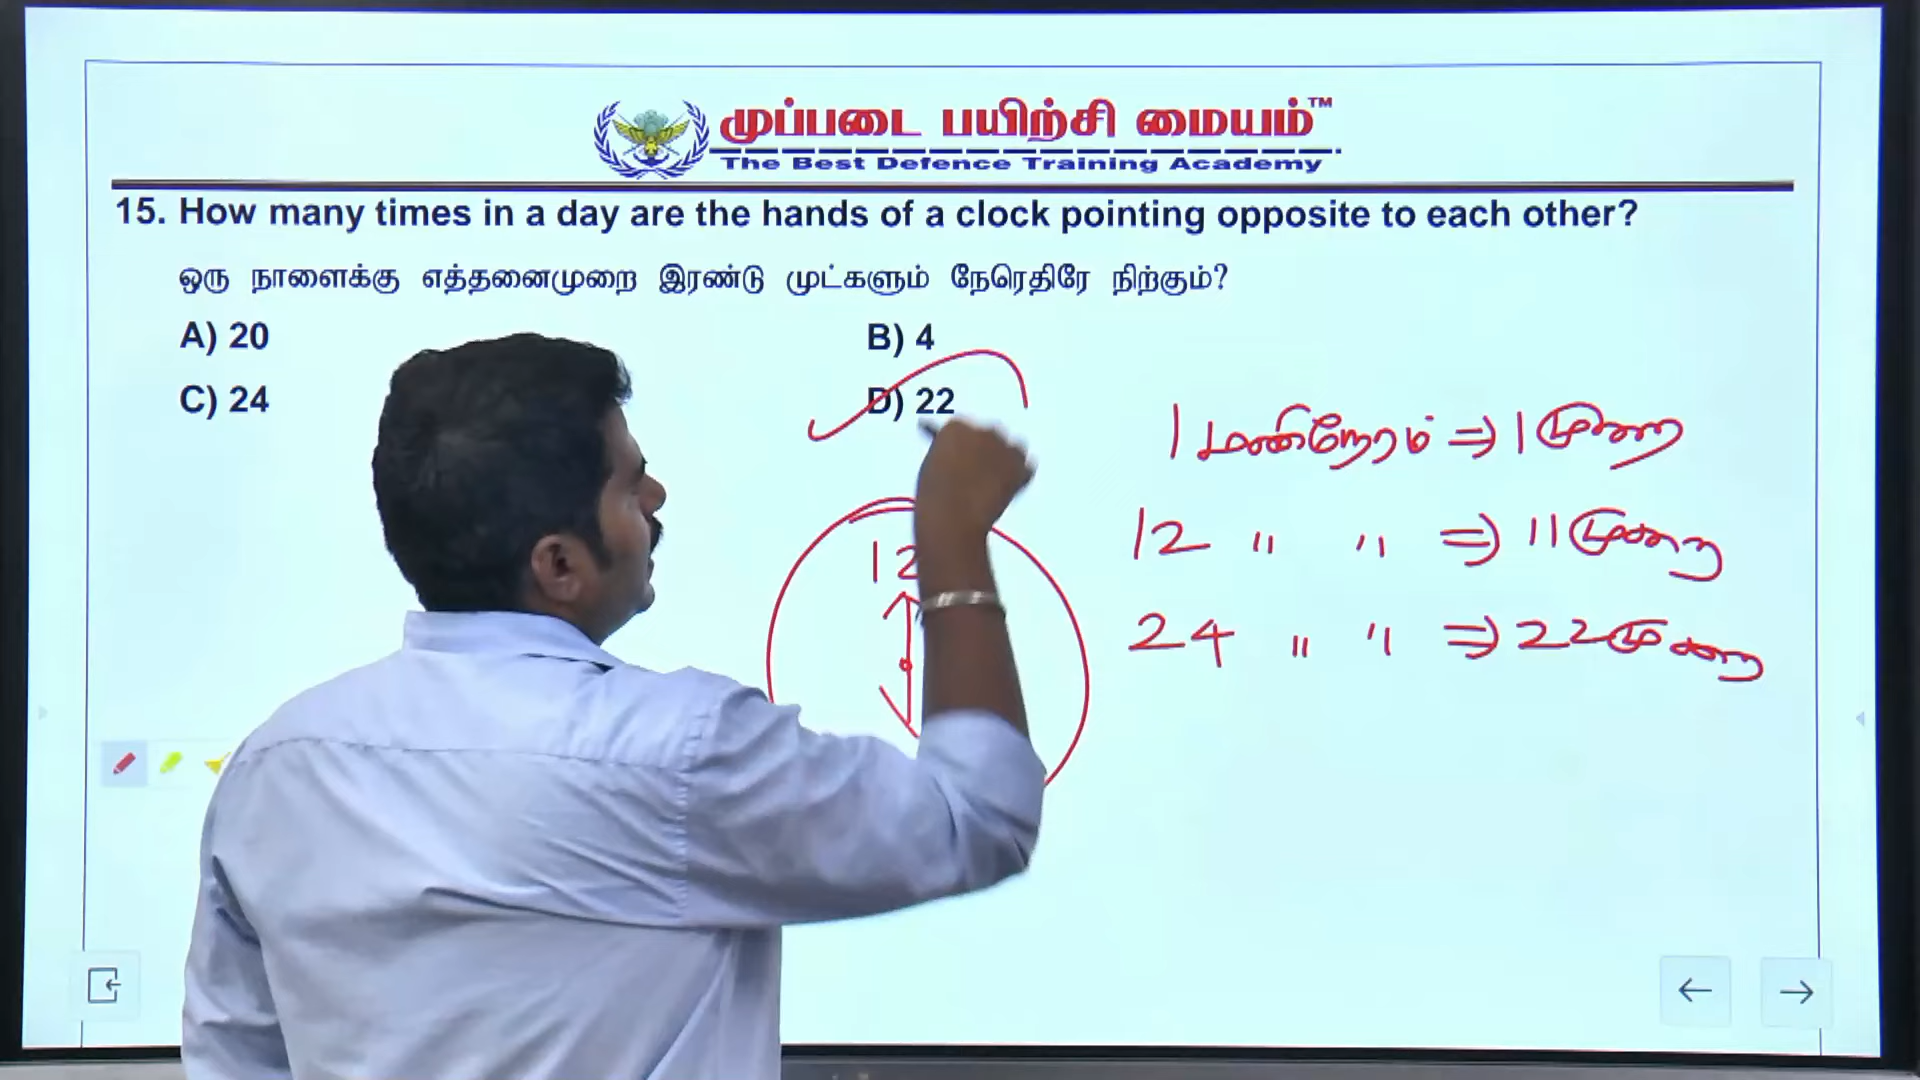 முப்படை பயிற்சி மையம்™
The Best Defence Training Academy
15. How many times in a day are the hands of a clock pointing opposite to each other?
ஒரு நாளைக்கு எத்தனைமுறை இரண்டு முட்களும் நேரெதிரே நிற்கும்?
A) 20
B) 4
C) 24
D) 22
1 மணிநேரம் ⇒ 1 முறை
12 " " ⇒ 11 முறை
24 " " ⇒ 22 முறை
12